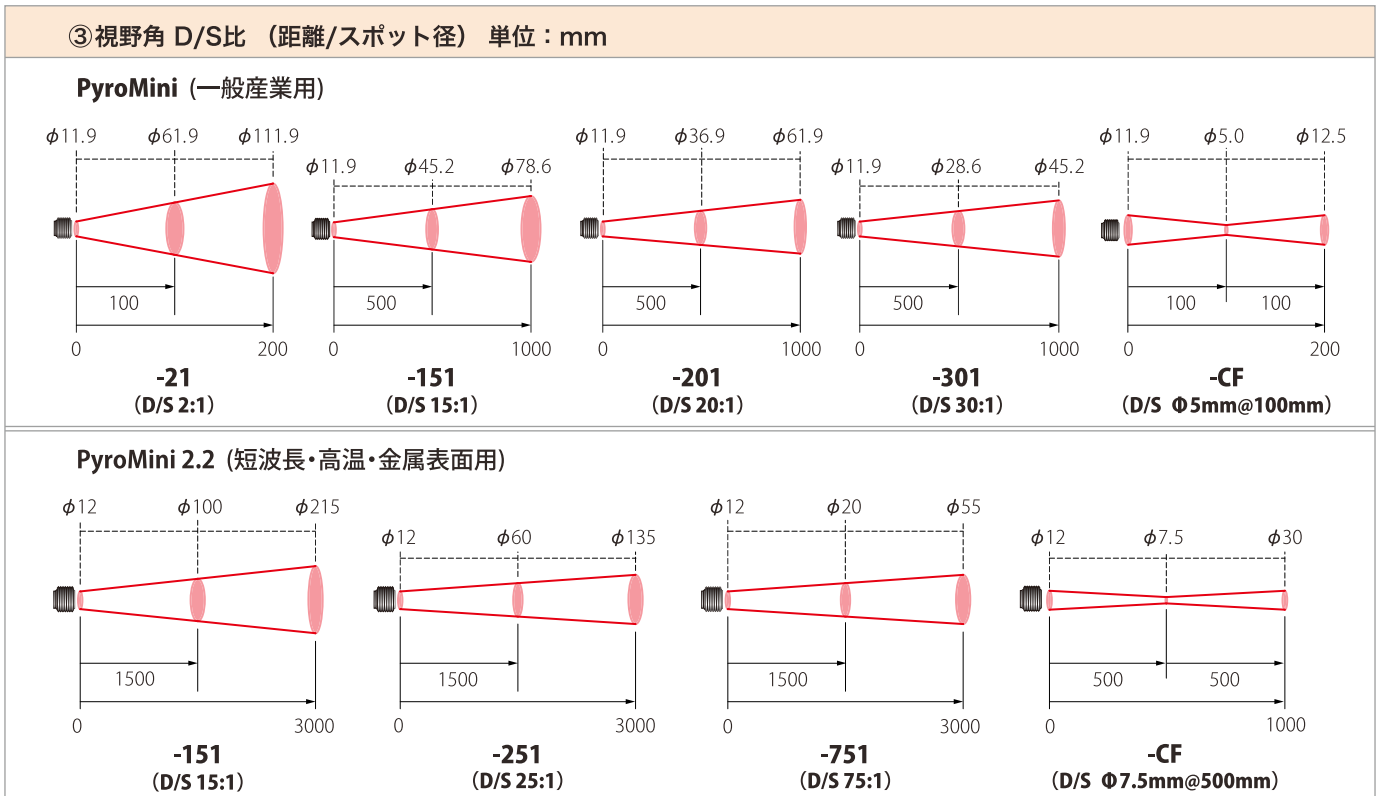 ③視野角 D/S比 （距離/スポット径） 単位：mm
PyroMini (一般産業用)
φ11.9 φ61.9 φ111.9
100
0 200
-21
（D/S 2:1）
φ11.9 φ45.2 φ78.6
500
0 1000
-151
（D/S 15:1）
φ11.9 φ36.9 φ61.9
500
0 1000
-201
（D/S 20:1）
φ11.9 φ28.6 φ45.2
500
0 1000
-301
（D/S 30:1）
φ11.9 φ5.0 φ12.5
100 100
0 200
-CF
（D/S Φ5mm@100mm）
PyroMini 2.2 (短波長・高温・金属表面用)
φ12 φ100 φ215
1500
0 3000
-151
（D/S 15:1）
φ12 φ60 φ135
1500
0 3000
-251
（D/S 25:1）
φ12 φ20 φ55
1500
0 3000
-751
（D/S 75:1）
φ12 φ7.5 φ30
500 500
0 1000
-CF
（D/S Φ7.5mm@500mm）